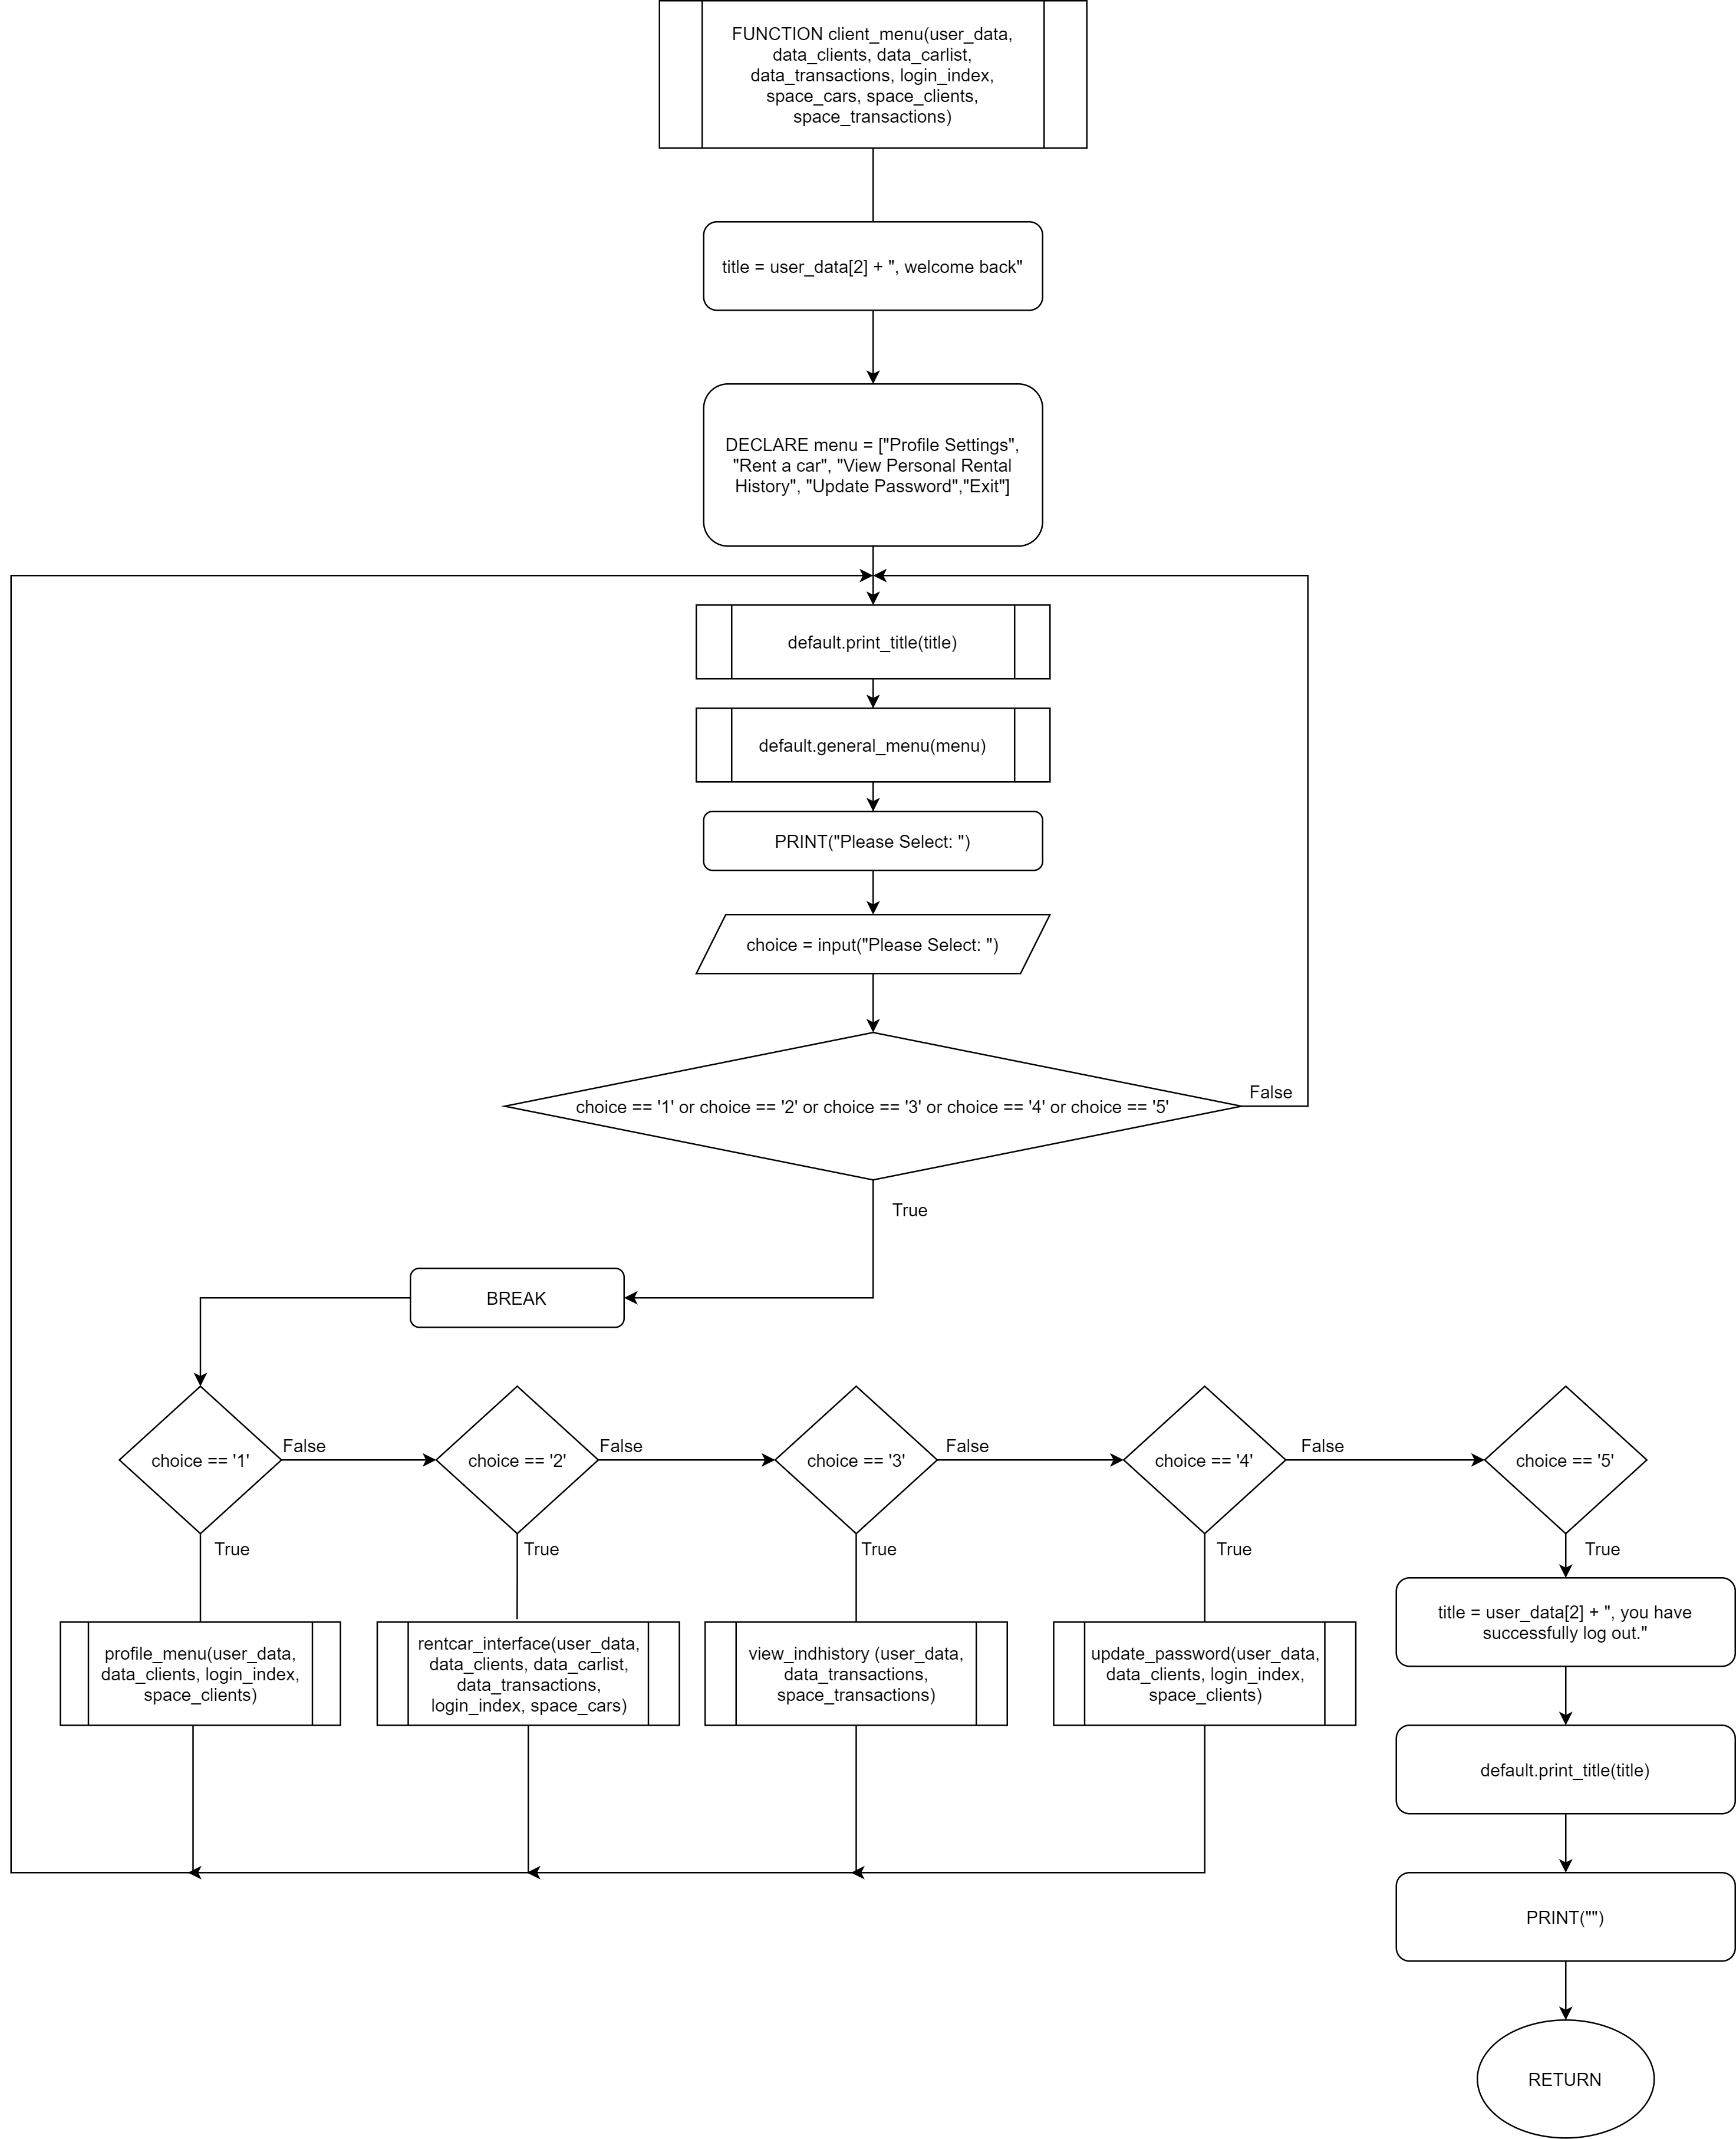 FUNCTION client_menu(user_data,
data_clients, data_carlist,
data_transactions, login_index,
space_cars, space_clients,
space_transactions)
title = user_data[2] + ", welcome back"
DECLARE menu = ["Profile Settings",
"Rent a car", "View Personal Rental
History", "Update Password","Exit"]
default.print_title(title)
default.general_menu(menu)
PRINT("Please Select: ")
choice = input("Please Select: ")
choice == '1' or choice == '2' or choice == '3' or choice == '4' or choice == '5'
False
True
BREAK
choice == '1'
False
choice == '2'
False
choice == '3'
False
choice == '4'
False
choice == '5'
True
True
True
True
True
profile_menu(user_data,
data_clients, login_index,
space_clients)
rentcar_interface(user_data,
data_clients, data_carlist,
data_transactions,
login_index, space_cars)
view_indhistory (user_data,
data_transactions,
space_transactions)
update_password(user_data,
data_clients, login_index,
space_clients)
title = user_data[2] + ", you have
successfully log out."
default.print_title(title)
PRINT("")
RETURN